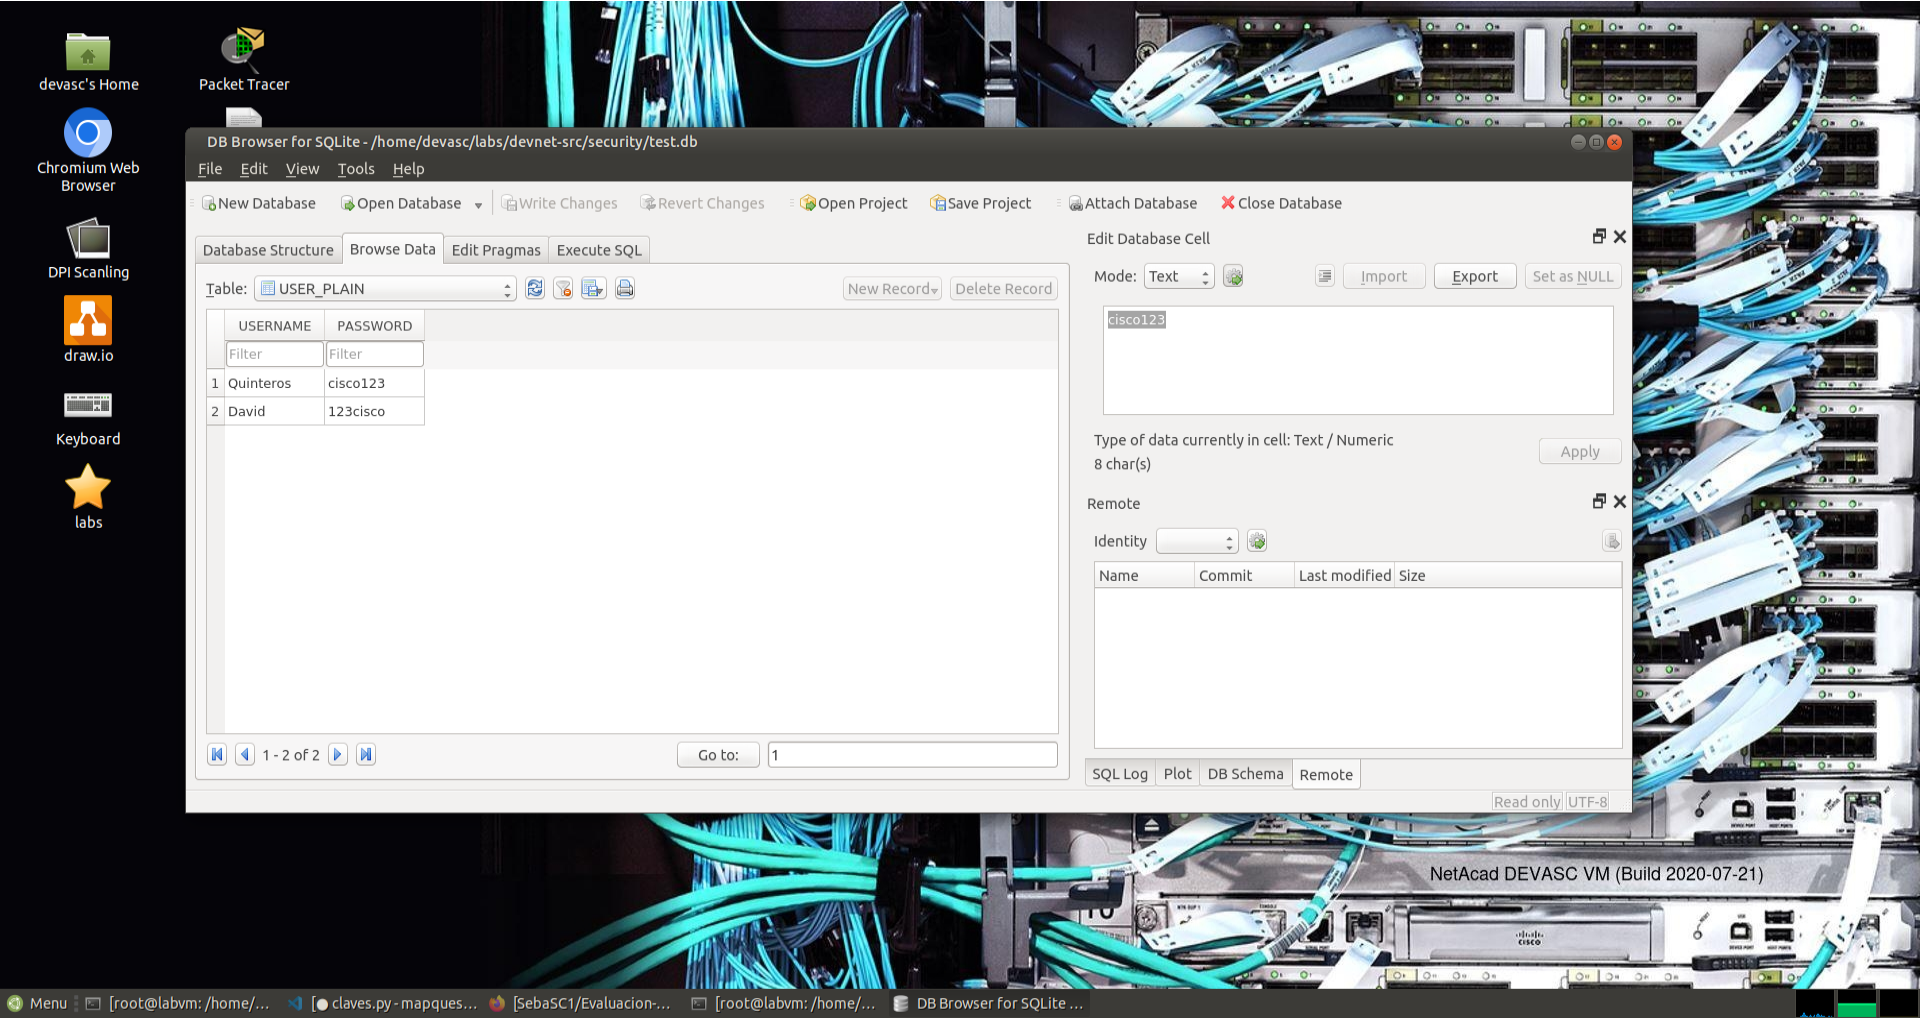 devasc's Home
Packet Tracer
Chromium Web
Browser
DPI Scanling
draw.io
Keyboard
labs
DB Browser for SQLite - /home/devasc/labs/devnet-src/security/test.db
File Edit View Tools Help
New Database Open Database Write Changes Revert Changes Open Project Save Project Attach Database Close Database
Database Structure Browse Data Edit Pragmas Execute SQL
Table: USER_PLAIN New Record Delete Record
USERNAME PASSWORD
Filter Filter
1 Quinteros cisco123
2 David 123cisco
1 - 2 of 2 Go to: 1
Edit Database Cell
Mode: Text Import Export Set as NULL
cisco123
Type of data currently in cell: Text / Numeric
8 char(s)
Apply
Remote
Identity
Name Commit Last modified Size
SQL Log Plot DB Schema Remote
Read only UTF-8
NetAcad DEVASC VM (Build 2020-07-21)
cisco
Menu [root@labvm: /home/... [ claves.py - mapques... [SebaSC1/Evaluacion-... [root@labvm: /home/... DB Browser for SQLite ...